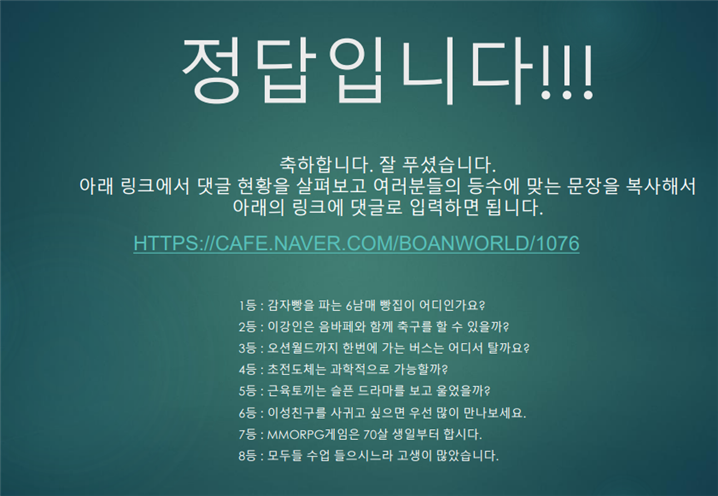 정답입니다!!!
축하합니다. 잘 푸셨습니다.
아래 링크에서 댓글 현황을 살펴보고 여러분들의 등수에 맞는 문장을 복사해서
아래의 링크에 댓글로 입력하면 됩니다.
HTTPS://CAFE.NAVER.COM/BOANWORLD/1076
1등 : 감자빵을 파는 6남매 빵집이 어디인가요?
2등 : 이강인은 음바페와 함께 축구를 할 수 있을까?
3등 : 오션월드까지 한번에 가는 버스는 어디서 탈까요?
4등 : 초전도체는 과학적으로 가능할까?
5등 : 근육토끼는 슬픈 드라마를 보고 울었을까?
6등 : 이성친구를 사귀고 싶으면 우선 많이 만나보세요.
7등 : MMORPG게임은 70살 생일부터 합시다.
8등 : 모두들 수업 들으시느라 고생이 많았습니다.